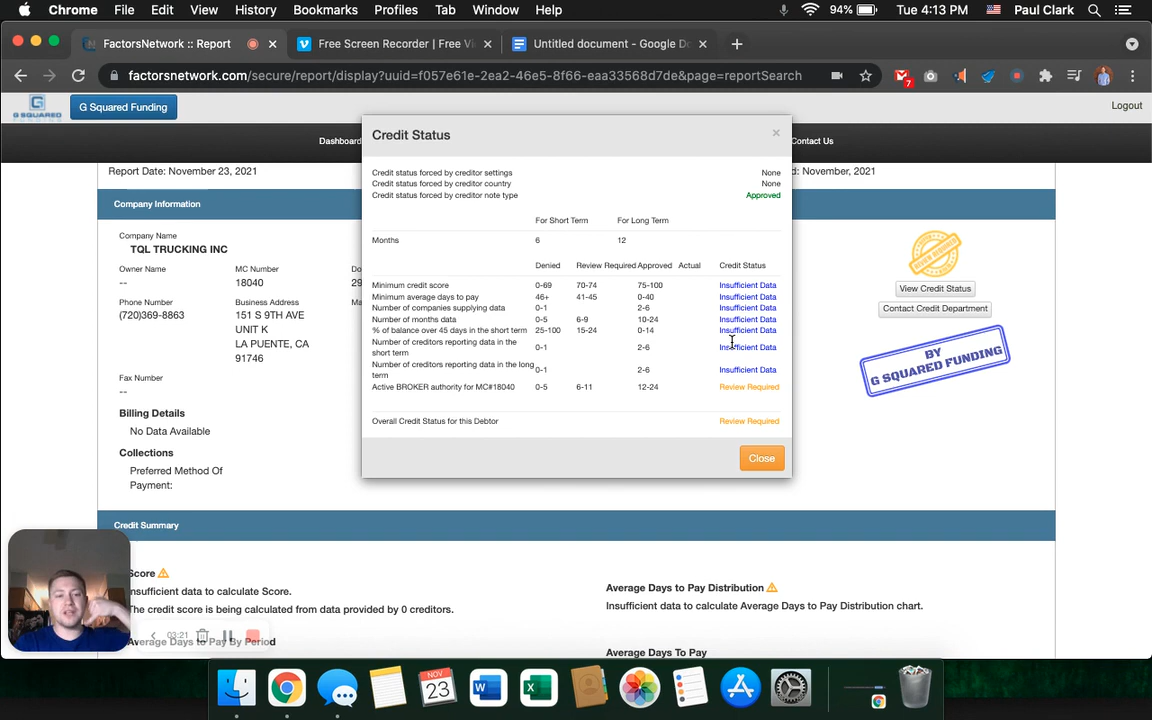 Chrome File Edit View History Bookmarks Profiles Tab Window Help
94% Tue 4:13 PM Paul Clark
FactorsNetwork :: Report
Free Screen Recorder | Free Vi
Untitled document - Google D
factorsnetwork.com/secure/report/display?uuid=f057e61e-2ea2-46e5-8f66-eaa33568d7de&page=reportSearch
7
G SQUARED
FUNDING
G Squared Funding
Logout
Dashboard
Contact Us
Report Date: November 23, 2021
d: November, 2021
Company Information
Company Name
TQL TRUCKING INC
Owner Name
--
MC Number
18040
Do
29
Phone Number
(720)369-8863
Business Address
151 S 9TH AVE
UNIT K
LA PUENTE, CA
91746
Ma
Fax Number
--
Billing Details
No Data Available
Collections
Preferred Method Of
Payment:
Credit Status
×
Credit status forced by creditor settings None
Credit status forced by creditor country None
Credit status forced by creditor note type Approved
For Short Term For Long Term
Months 6 12
Denied Review Required Approved Actual Credit Status
Minimum credit score 0-69 70-74 75-100 Insufficient Data
Minimum average days to pay 46+ 41-45 0-40 Insufficient Data
Number of companies supplying data 0-1 2-6 Insufficient Data
Number of months data 0-5 6-9 10-24 Insufficient Data
% of balance over 45 days in the short term 25-100 15-24 0-14 Insufficient Data
Number of creditors reporting data in the
short term 0-1 2-6 Insufficient Data
Number of creditors reporting data in the long
term 0-1 2-6 Insufficient Data
Active BROKER authority for MC#18040 0-5 6-11 12-24 Review Required
Overall Credit Status for this Debtor Review Required
Close
View Credit Status
Contact Credit Department
BY
G SQUARED FUNDING
Credit Summary
Score
nsufficient data to calculate Score.
The credit score is being calculated from data provided by 0 creditors.
03:21
Average Days to Pay By Period
Average Days to Pay Distribution
Insufficient data to calculate Average Days to Pay Distribution chart.
Average Days To Pay
NOV
23